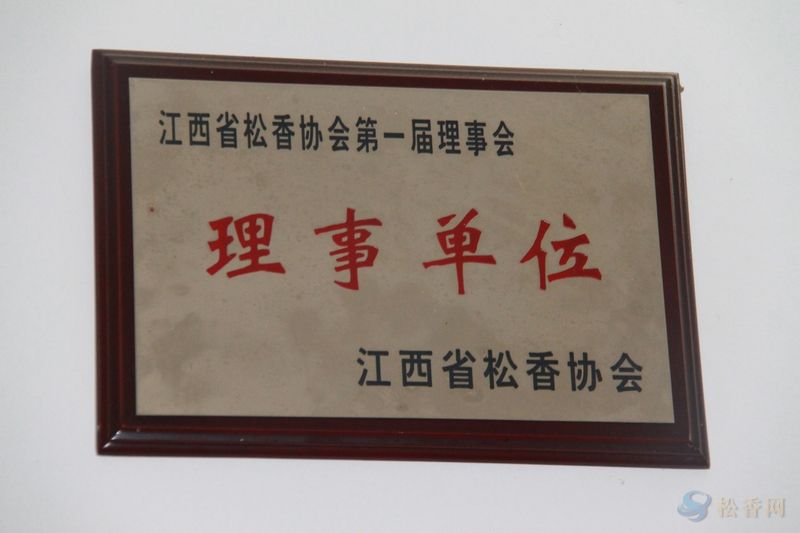 江西省松香协会第一届理事会
理事单位
江西省松香协会
松香网